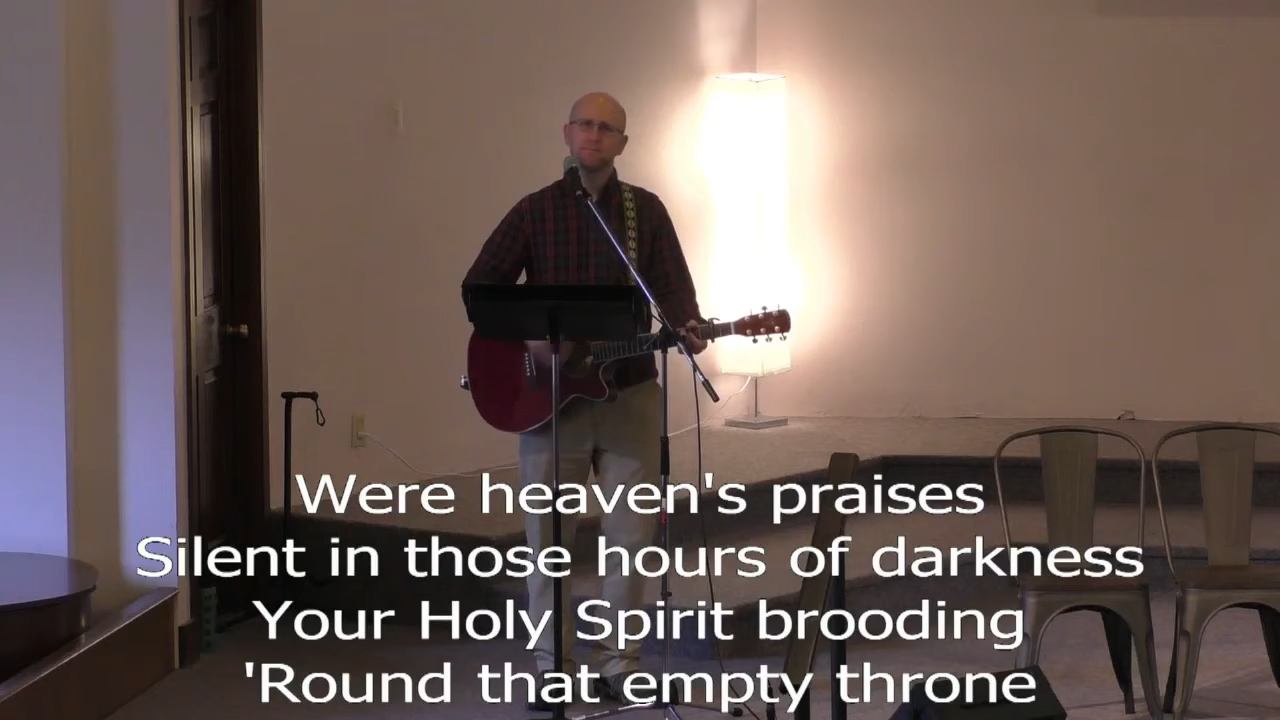 Were heaven's praises
Silent in those hours of darkness
Your Holy Spirit brooding
'Round that empty throne